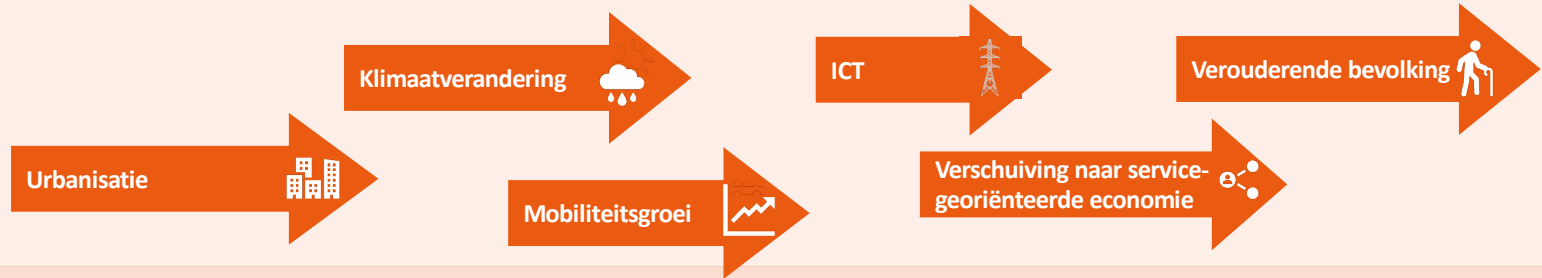 Klimaatverandering
ICT
Verouderende bevolking
Urbanisatie
Mobiliteitsgroei
Verschuiving naar service-
georiënteerde economie